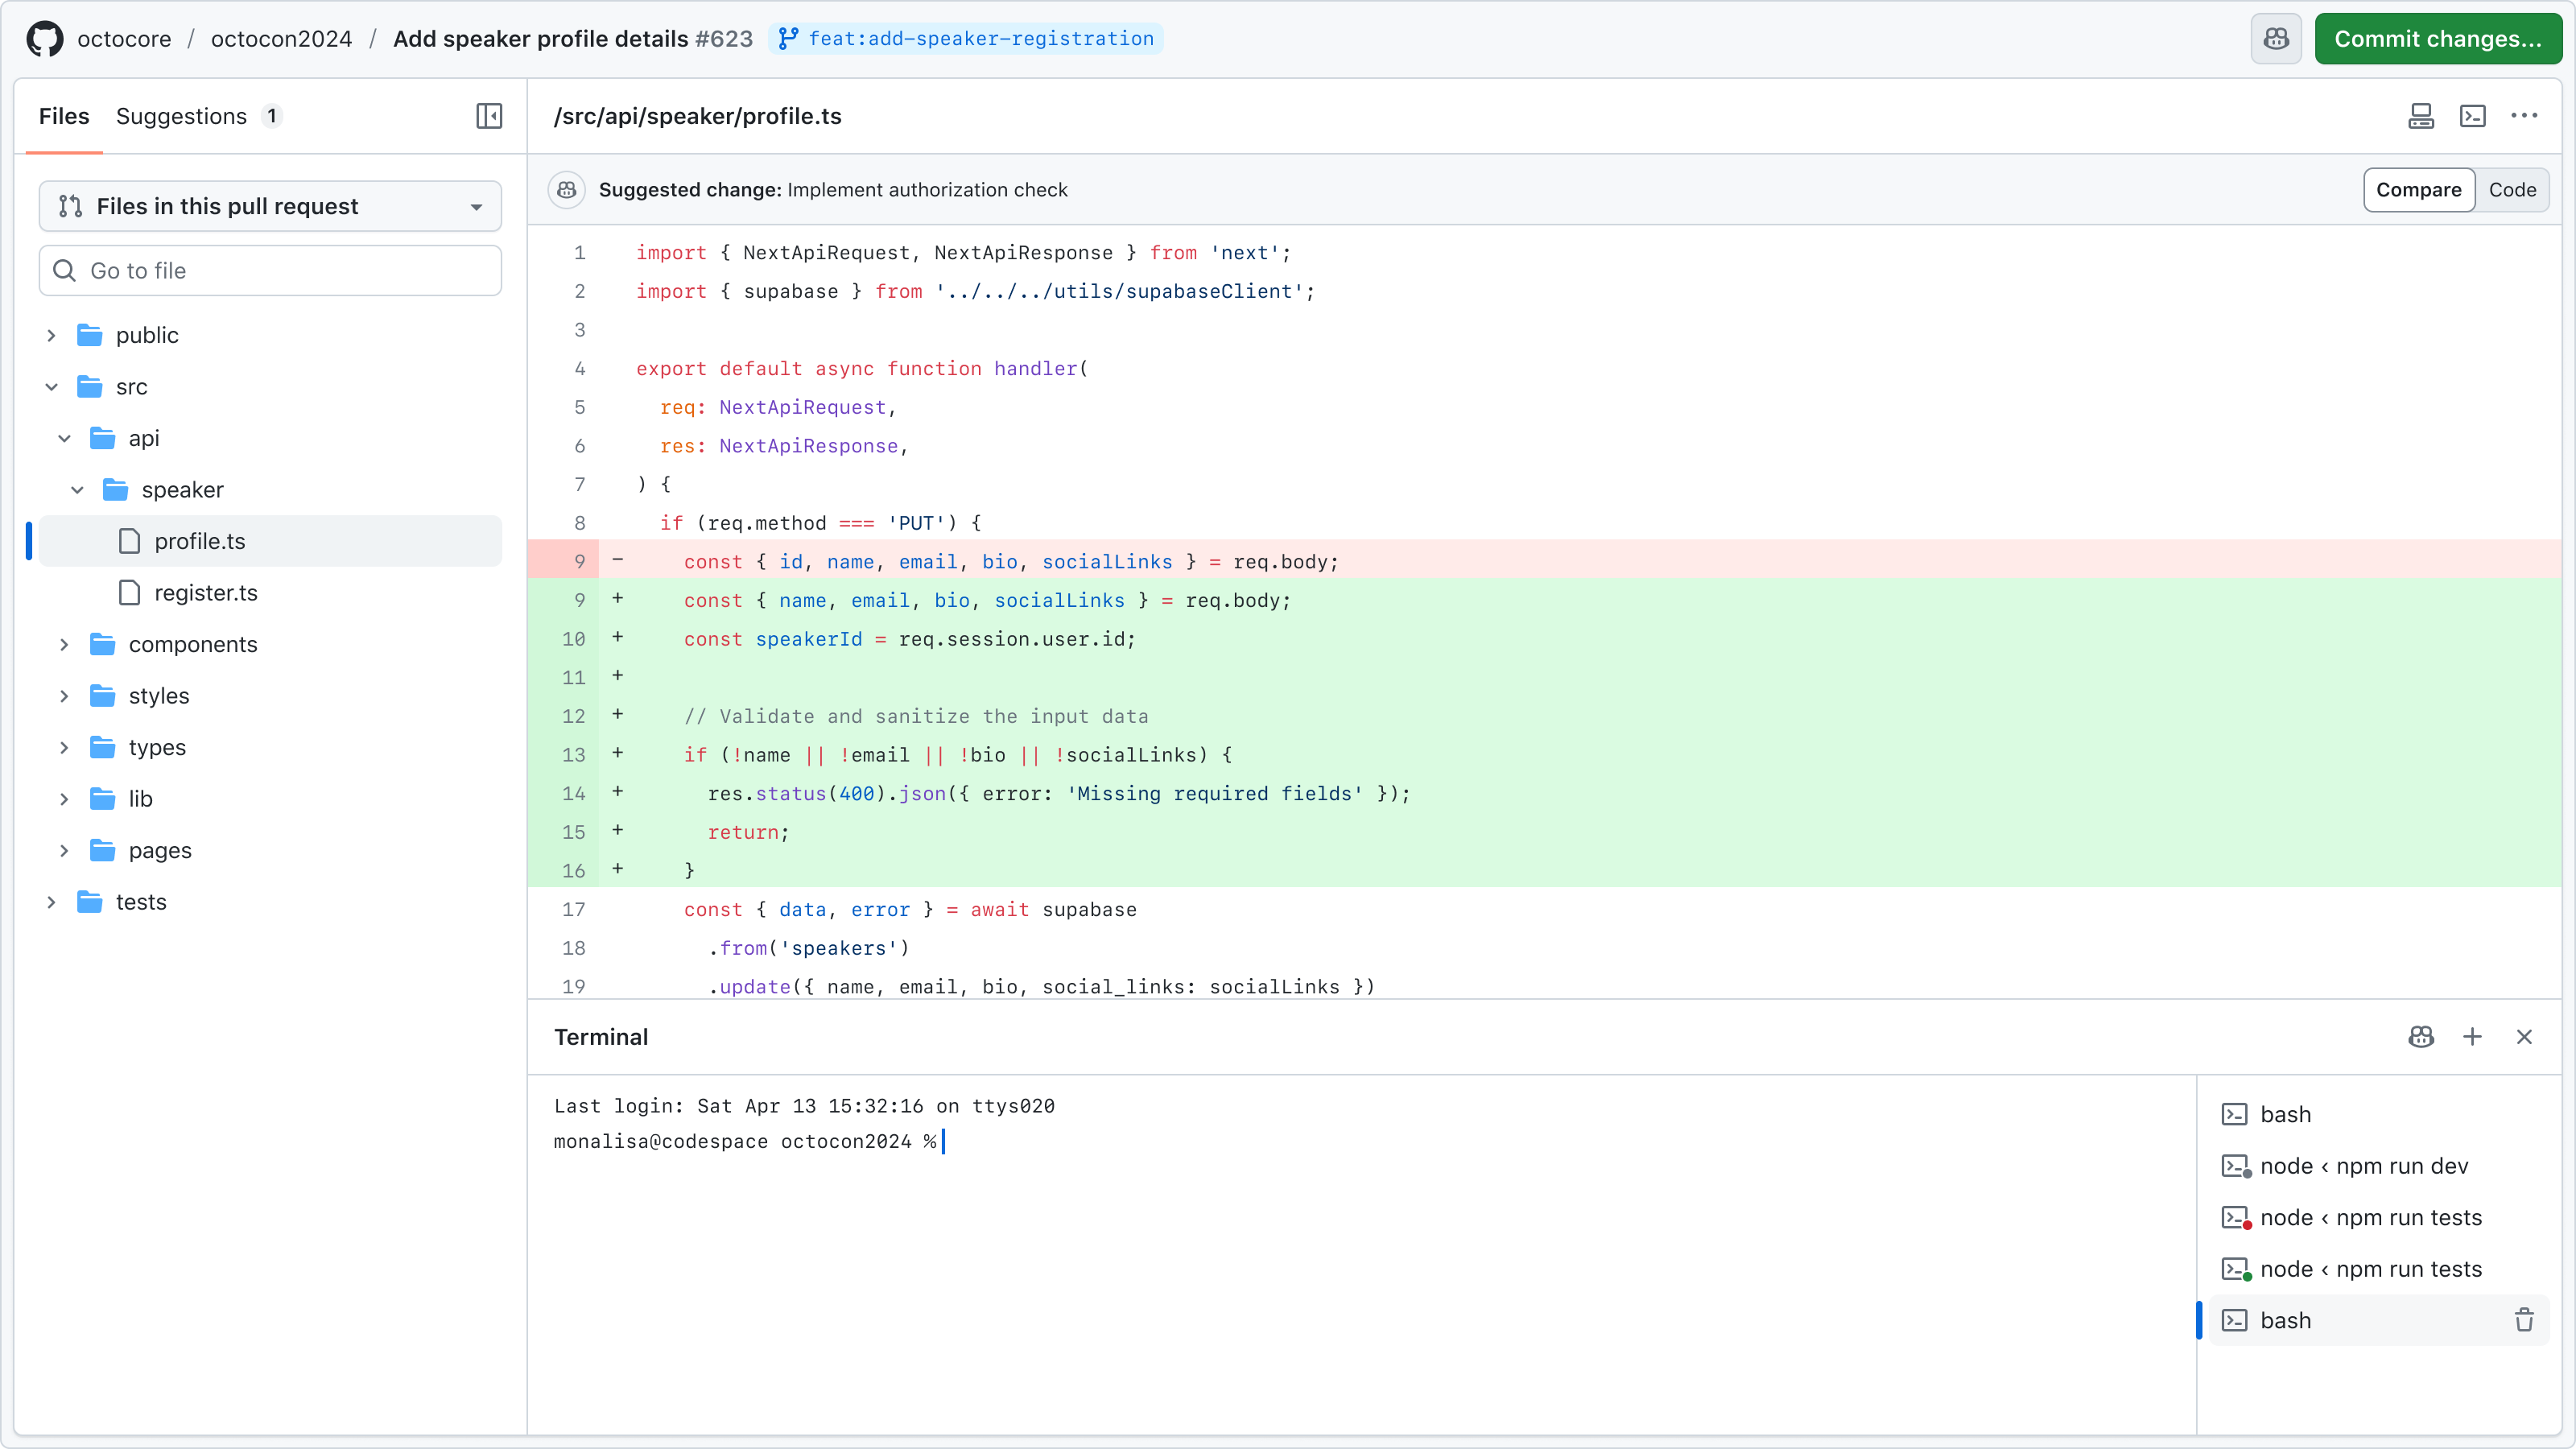 octocore / octocon2024 / Add speaker profile details #623 feat:add-speaker-registration Commit changes...
Files Suggestions 1
/src/api/speaker/profile.ts
Files in this pull request
Go to file
public
src
api
speaker
profile.ts
register.ts
components
styles
types
lib
pages
tests
Suggested change: Implement authorization check
Compare Code
1 import { NextApiRequest, NextApiResponse } from 'next';
2 import { supabase } from '../../../utils/supabaseClient';
3
4 export default async function handler(
5 req: NextApiRequest,
6 res: NextApiResponse,
7 ) {
8 if (req.method === 'PUT') {
9 - const { id, name, email, bio, socialLinks } = req.body;
9 + const { name, email, bio, socialLinks } = req.body;
10 + const speakerId = req.session.user.id;
11 +
12 + // Validate and sanitize the input data
13 + if (!name || !email || !bio || !socialLinks) {
14 + res.status(400).json({ error: 'Missing required fields' });
15 + return;
16 + }
17 const { data, error } = await supabase
18 .from('speakers')
19 .update({ name, email, bio, social_links: socialLinks })
Terminal
Last login: Sat Apr 13 15:32:16 on ttys020
monalisa@codespace octocon2024 %
bash
node ‹ npm run dev
node ‹ npm run tests
node ‹ npm run tests
bash